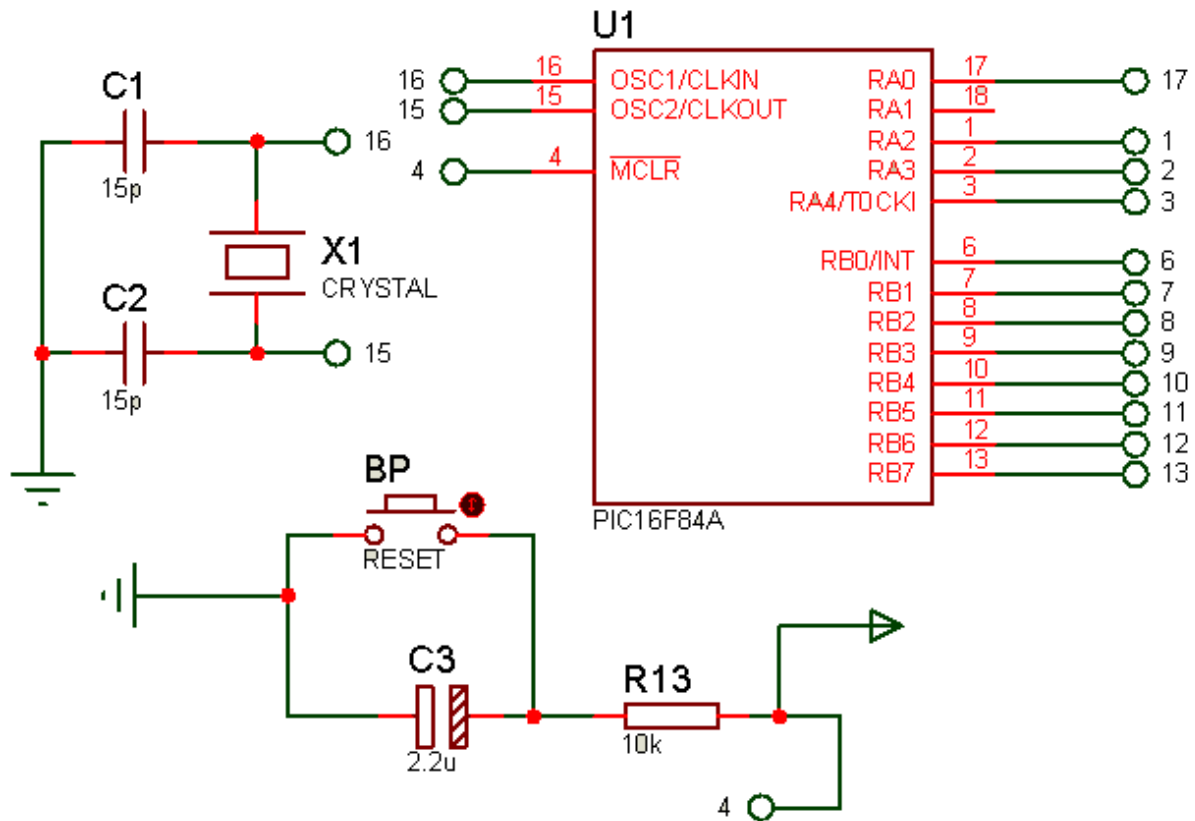 U1
C1
16
16
OSC1/CLKIN
RA0
17
17
15
15
OSC2/CLKOUT
RA1
18
16
RA2
1
1
15p
4
4
MCLR
RA3
2
2
RA4/T0CKI
3
3
X1
CRYSTAL
RB0/INT
6
6
C2
RB1
7
7
RB2
8
8
15
RB3
9
9
15p
RB4
10
10
RB5
11
11
RB6
12
12
BP
RB7
13
13
PIC16F84A
RESET
C3
R13
2.2u
10k
4